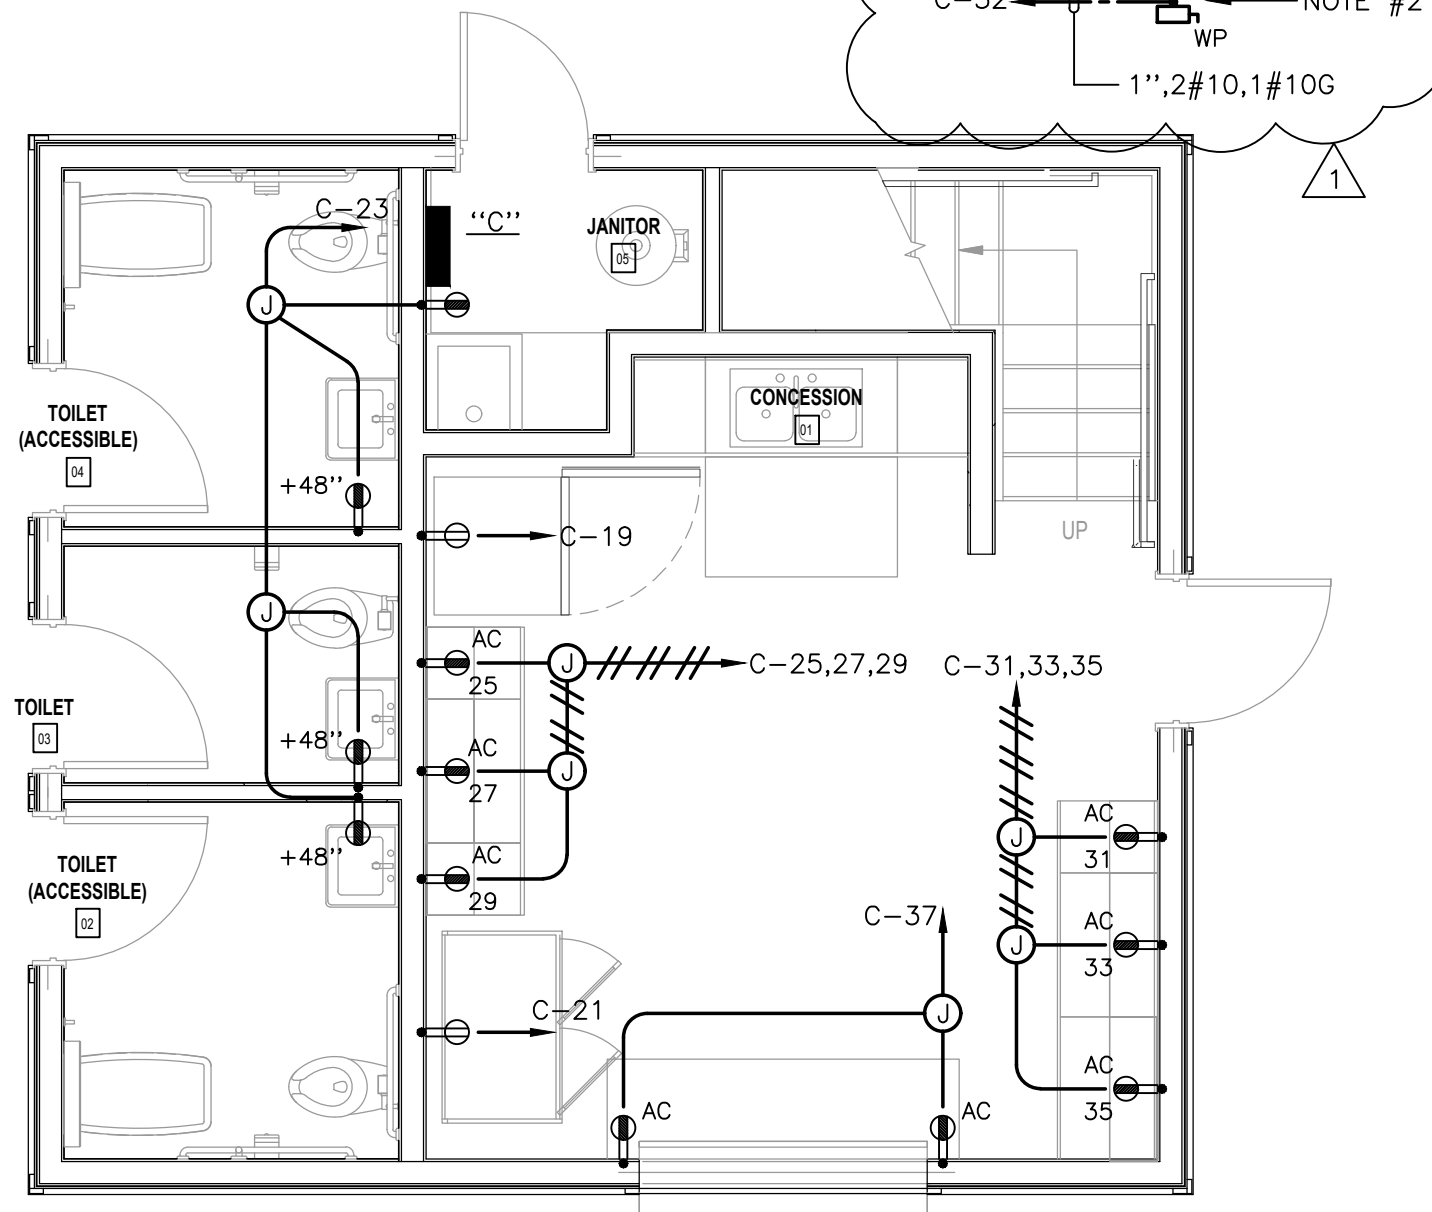 C-32
NOTE #2
WP
1'',2#10,1#10G
1
C-23
"C"
JANITOR
05
J
CONCESSION
01
TOILET
(ACCESSIBLE)
04
+48''
C-19
UP
J
AC
25
J
C-25,27,29
C-31,33,35
TOILET
03
+48''
AC
27
J
+48''
AC
29
J
AC
31
TOILET
(ACCESSIBLE)
02
C-37
J
AC
33
C-21
J
AC
35
AC
AC